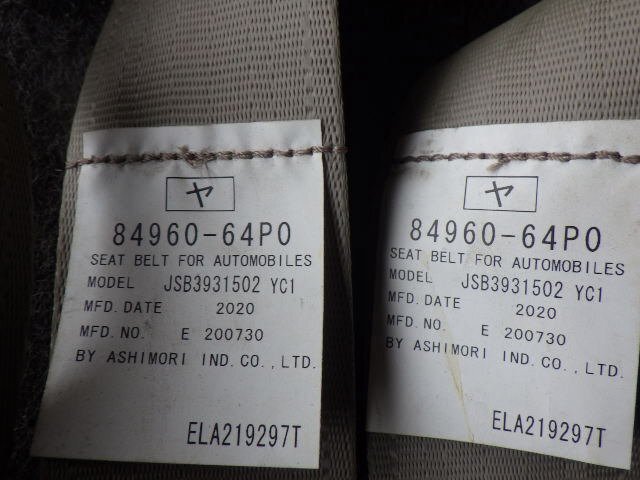 ヤ
84960-64P0
SEAT BELT FOR AUTOMOBILES
MODEL JSB3931502 YC1
MFD. DATE 2020
MFD. NO. E 200730
BY ASHIMORI IND. CO., LTD.
ELA219297T
ヤ
84960-64P0
SEAT BELT FOR AUTOMOBILES
MODEL JSB3931502 YC1
MFD. DATE 2020
MFD. NO. E 200730
BY ASHIMORI IND. CO., LTD.
ELA219297T